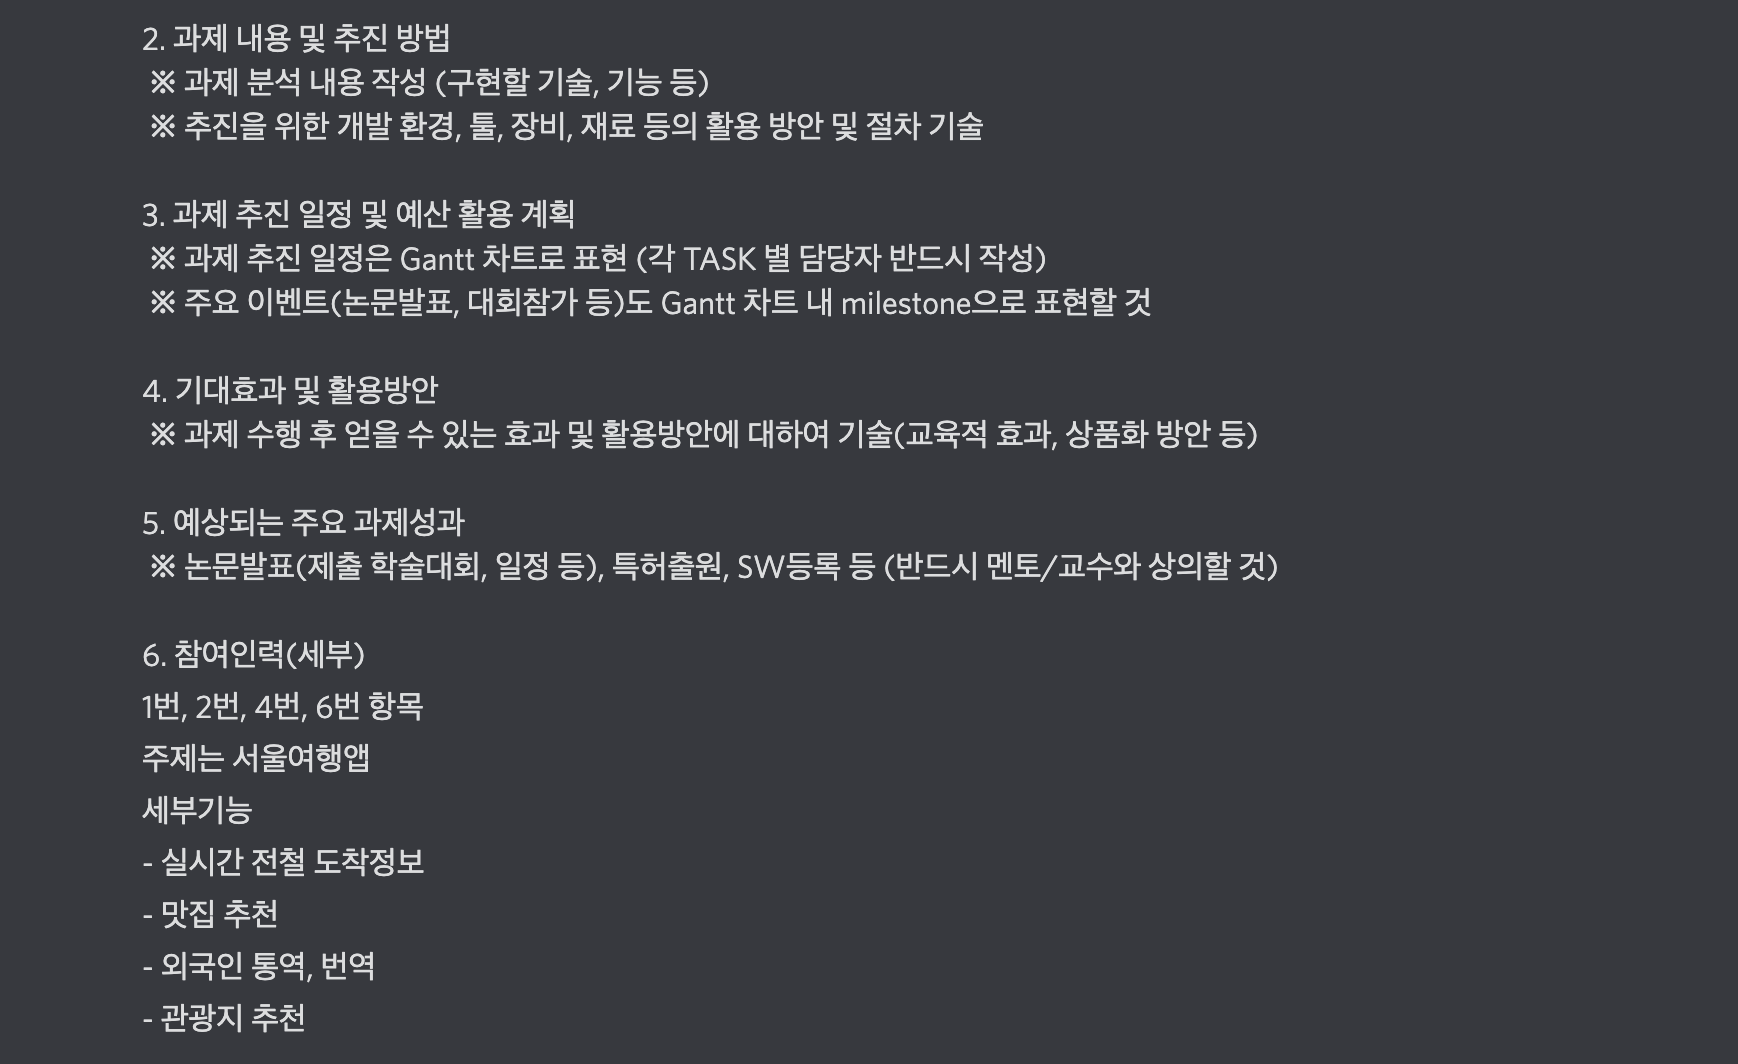 2. 과제 내용 및 추진 방법
※ 과제 분석 내용 작성 (구현할 기술, 기능 등)
※ 추진을 위한 개발 환경, 툴, 장비, 재료 등의 활용 방안 및 절차 기술
3. 과제 추진 일정 및 예산 활용 계획
※ 과제 추진 일정은 Gantt 차트로 표현 (각 TASK 별 담당자 반드시 작성)
※ 주요 이벤트(논문발표, 대회참가 등)도 Gantt 차트 내 milestone으로 표현할 것
4. 기대효과 및 활용방안
※ 과제 수행 후 얻을 수 있는 효과 및 활용방안에 대하여 기술(교육적 효과, 상품화 방안 등)
5. 예상되는 주요 과제성과
※ 논문발표(제출 학술대회, 일정 등), 특허출원, SW등록 등 (반드시 멘토/교수와 상의할 것)
6. 참여인력(세부)
1번, 2번, 4번, 6번 항목
주제는 서울여행앱
세부기능
- 실시간 전철 도착정보
- 맛집 추천
- 외국인 통역, 번역
- 관광지 추천